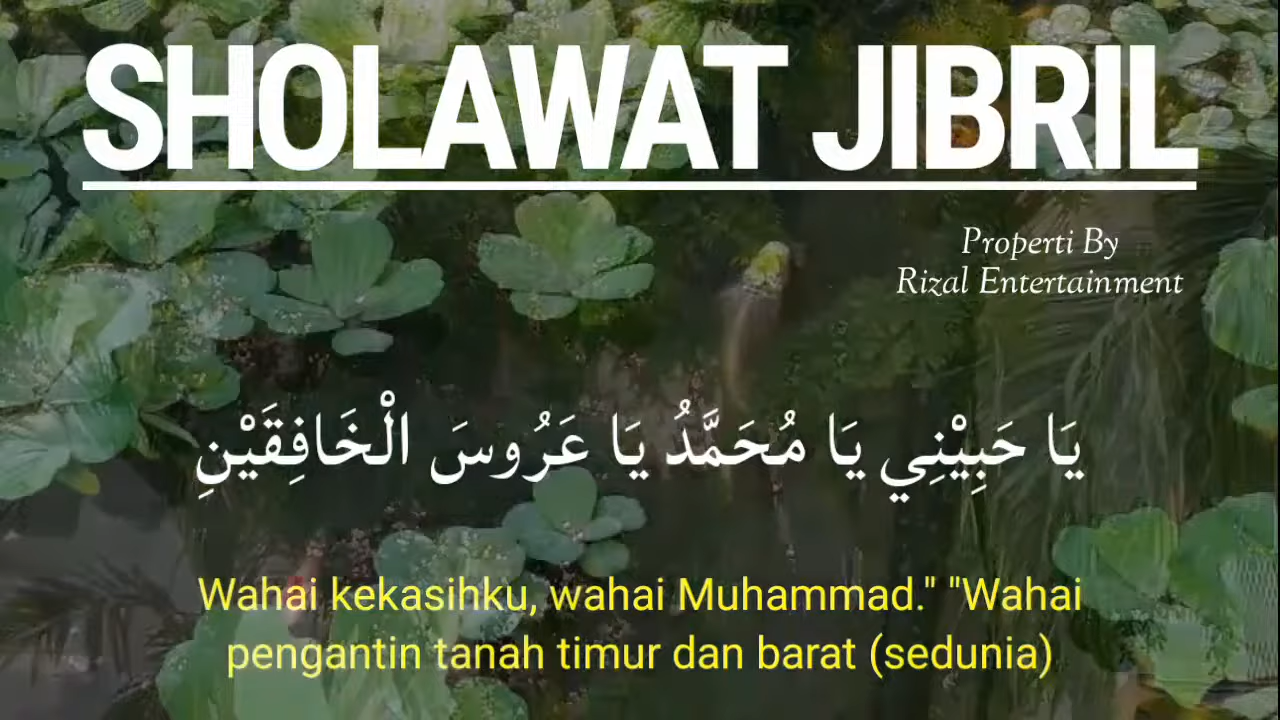 SHOLAWAT JIBRIL
Properti By
Rizal Entertainment
يَا حَبِيْنِي يَا مُحَمَّدُ يَا عَرُوسَ الْخَافِقَيْنِ
Wahai kekasihku, wahai Muhammad." "Wahai
pengantin tanah timur dan barat (sedunia)